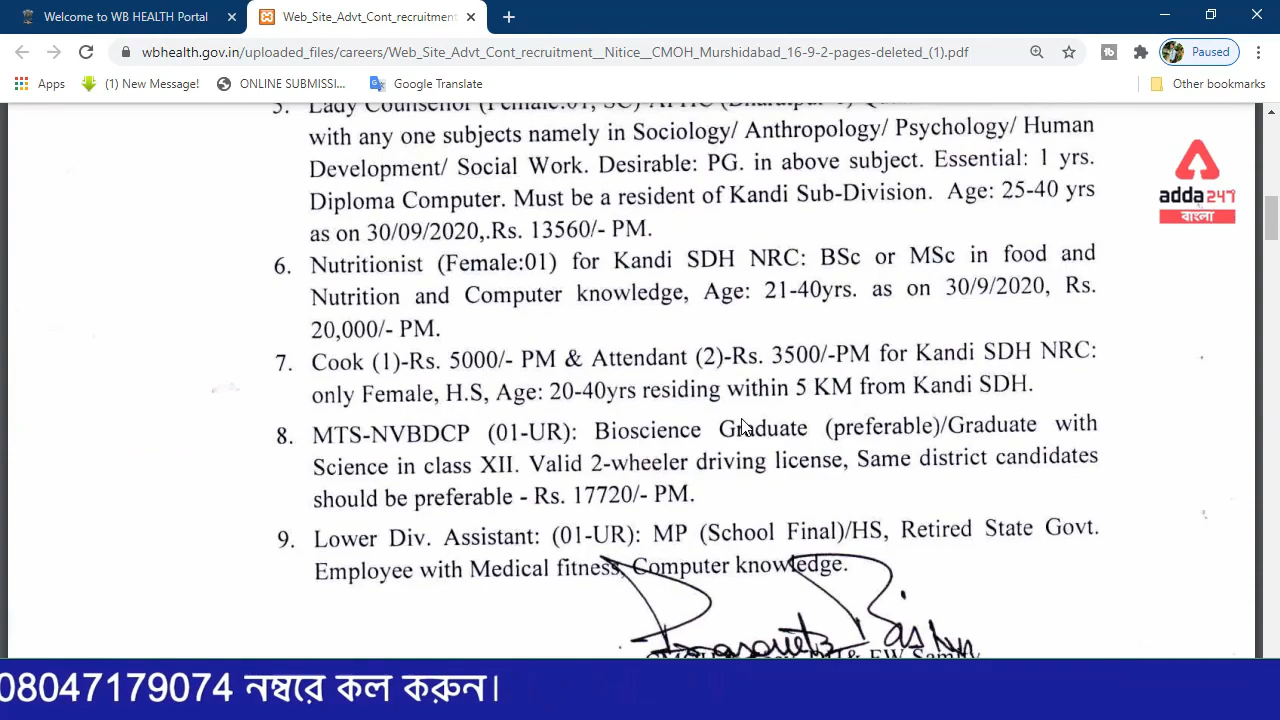 Welcome to WB HEALTH Portal
Web_Site_Advt_Cont_recruitment
wbhealth.gov.in/uploaded_files/careers/Web_Site_Advt_Cont_recruitment__Nitice__CMOH_Murshidabad_16-9-2-pages-deleted_(1).pdf
Paused
Apps
(1) New Message!
ONLINE SUBMISSI...
Google Translate
Other bookmarks
5. Lady Counsellor (Female:01, SC)
with any one subjects namely in Sociology/ Anthropology/ Psychology/ Human
Development/ Social Work. Desirable: PG. in above subject. Essential: 1 yrs.
Diploma Computer. Must be a resident of Kandi Sub-Division. Age: 25-40 yrs
as on 30/09/2020,.Rs. 13560/- PM.
6. Nutritionist (Female:01) for Kandi SDH NRC: BSc or MSc in food and
Nutrition and Computer knowledge, Age: 21-40yrs. as on 30/9/2020, Rs.
20,000/- PM.
7. Cook (1)-Rs. 5000/- PM & Attendant (2)-Rs. 3500/-PM for Kandi SDH NRC:
only Female, H.S, Age: 20-40yrs residing within 5 KM from Kandi SDH.
8. MTS-NVBDCP (01-UR): Bioscience Graduate (preferable)/Graduate with
Science in class XII. Valid 2-wheeler driving license, Same district candidates
should be preferable - Rs. 17720/- PM.
9. Lower Div. Assistant: (01-UR): MP (School Final)/HS, Retired State Govt.
Employee with Medical fitness, Computer knowledge.
adda 247
বাংলা
08047179074 নম্বরে কল করুন।